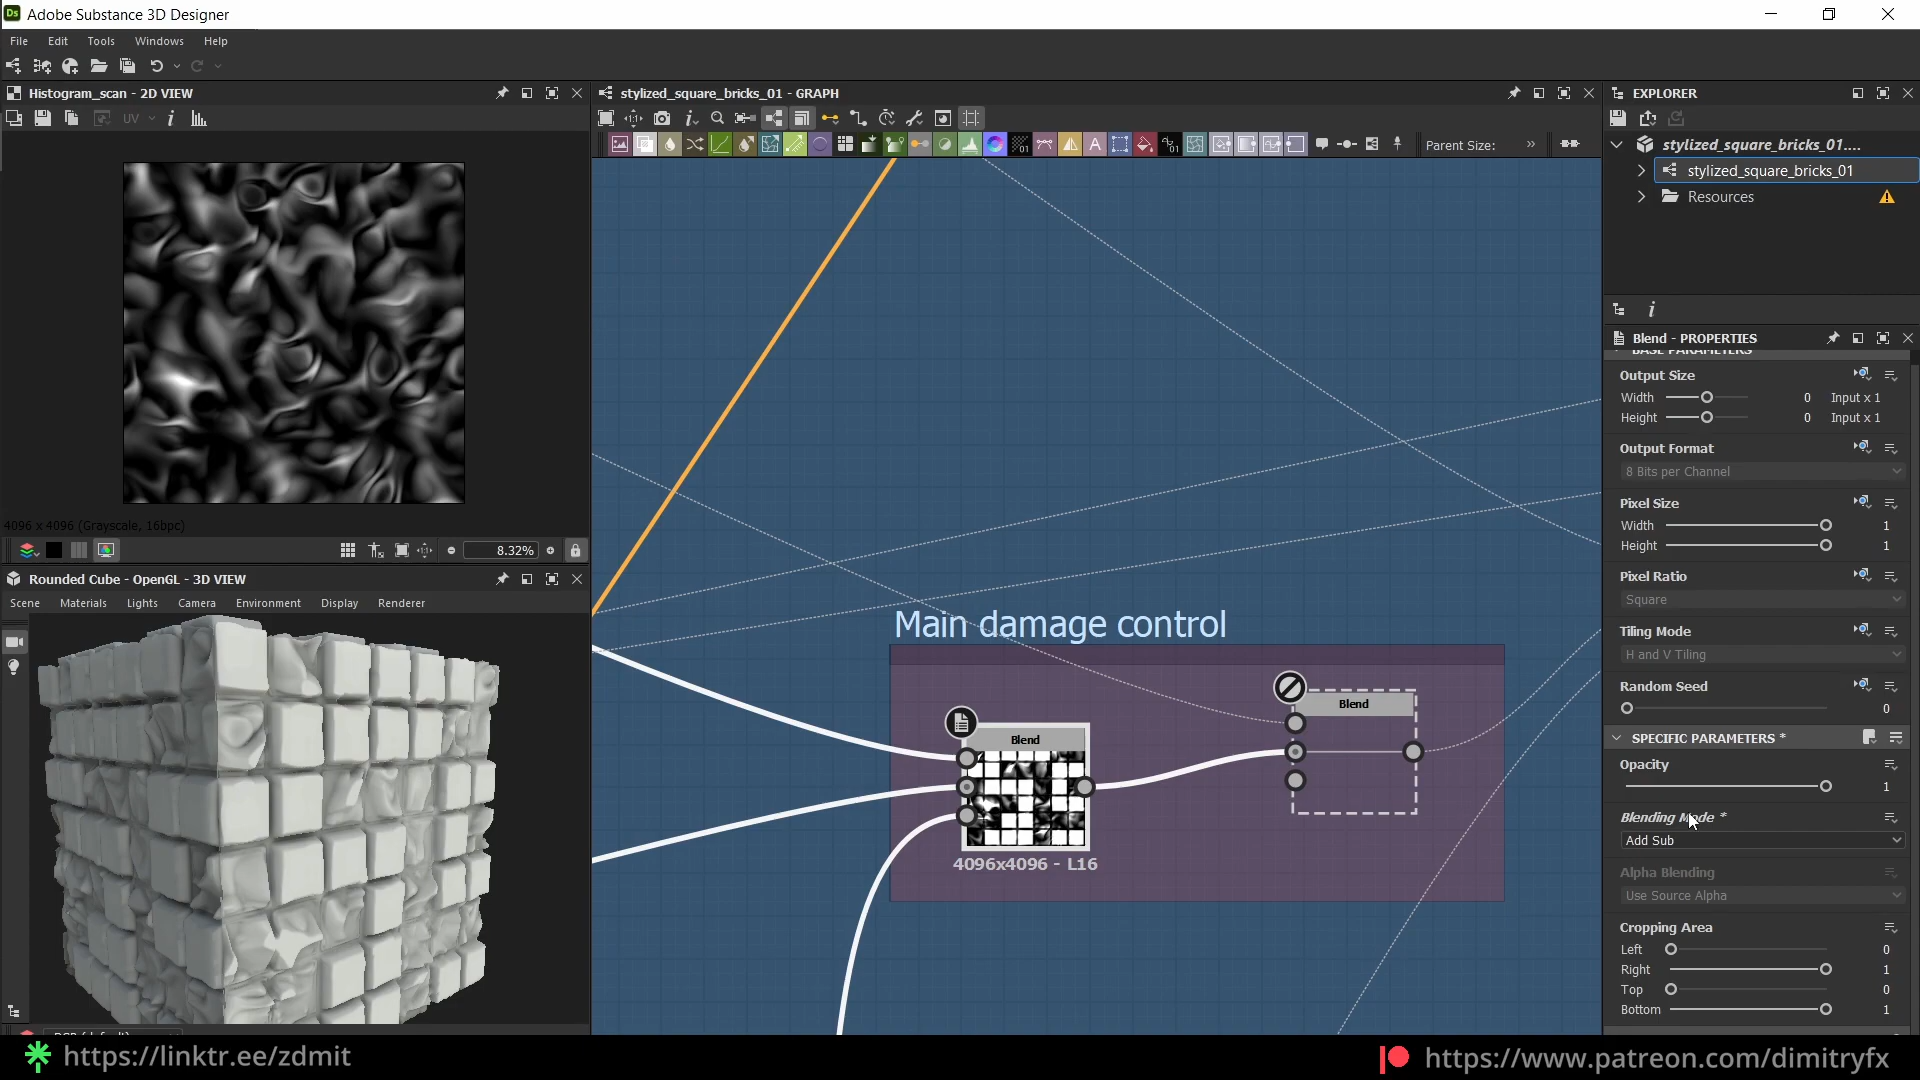 Ds Adobe Substance 3D Designer
File Edit Tools Windows Help
Histogram_scan - 2D VIEW
UV
4096 x 4096 (Grayscale, 16bpc)
8.32%
Rounded Cube - OpenGL - 3D VIEW
Scene Materials Lights Camera Environment Display Renderer
stylized_square_bricks_01 - GRAPH
Parent Size:
Main damage control
Blend
4096x4096 - L16
Blend
EXPLORER
stylized_square_bricks_01....
stylized_square_bricks_01
Resources
Blend - PROPERTIES
BASE PARAMETERS
Output Size
Width 0 Input x 1
Height 0 Input x 1
Output Format
8 Bits per Channel
Pixel Size
Width 1
Height 1
Pixel Ratio
Square
Tiling Mode
H and V Tiling
Random Seed
0
SPECIFIC PARAMETERS *
Opacity
1
Blending Mode *
Add Sub
Alpha Blending
Use Source Alpha
Cropping Area
Left 0
Right 1
Top 0
Bottom 1
https://linktr.ee/zdmit
https://www.patreon.com/dimitryfx